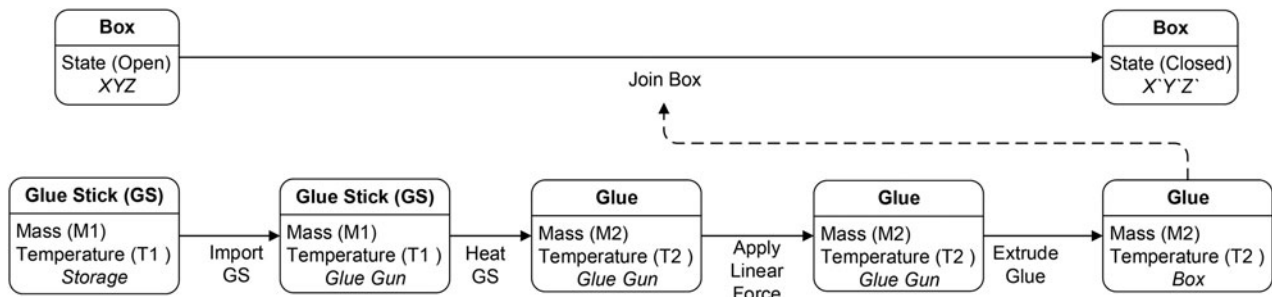 Box
State (Open)
XYZ
Box
State (Closed)
X`Y`Z`
Join Box
Glue Stick (GS)
Mass (M1)
Temperature (T1 )
Storage
Import
GS
Glue Stick (GS)
Mass (M1)
Temperature (T1 )
Glue Gun
Heat
GS
Glue
Mass (M2)
Temperature (T2 )
Glue Gun
Apply
Linear
Force
Glue
Mass (M2)
Temperature (T2 )
Glue Gun
Extrude
Glue
Glue
Mass (M2)
Temperature (T2 )
Box